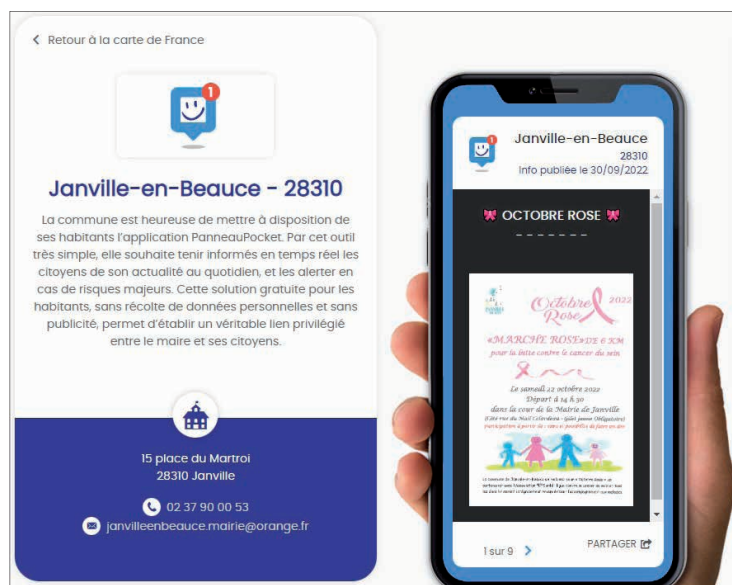 Retour à la carte de France
1
Janville-en-Beauce - 28310
La commune est heureuse de mettre à disposition de
ses habitants l'application PanneauPocket. Par cet outil
très simple, elle souhaite tenir informés en temps réel les
citoyens de son actualité au quotidien, et les alerter en
cas de risques majeurs. Cette solution gratuite pour les
habitants, sans récolte de données personnelles et sans
publicité, permet d'établir un véritable lien privilégié
entre le maire et ses citoyens.
15 place du Martroi
28310 Janville
02 37 90 00 53
janvilleenbeauce.mairie@orange.fr
1
Janville-en-Beauce
28310
Info publiée le 30/09/2022
OCTOBRE ROSE
- - - - - - -
Octobre 2022
Rose
«MARCHE ROSE» DE 6 KM
pour la lutte contre le cancer du sein
Le samedi 22 octobre 2022
Départ à 14 h 30
dans la cour de la Mairie de Janville
1 sur 9
PARTAGER